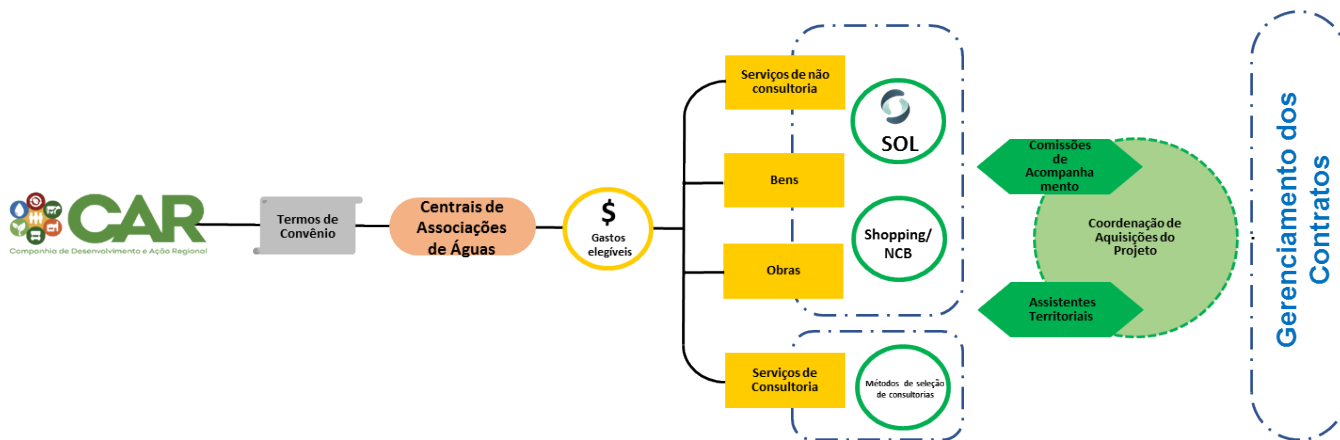 CAR
Companhia de Desenvolvimento e Ação Regional
Termos de
Convênio
Centrais de
Associações
de Águas
$
Gastos
elegíveis
Serviços de não
consultoria
Bens
Obras
Serviços de
Consultoria
SOL
Shopping/
NCB
Métodos de seleção
de consultorias
Comissões
de
Acompanha
mento
Coordenação de
Aquisições do
Projeto
Assistentes
Territoriais
Gerenciamento dos
Contratos